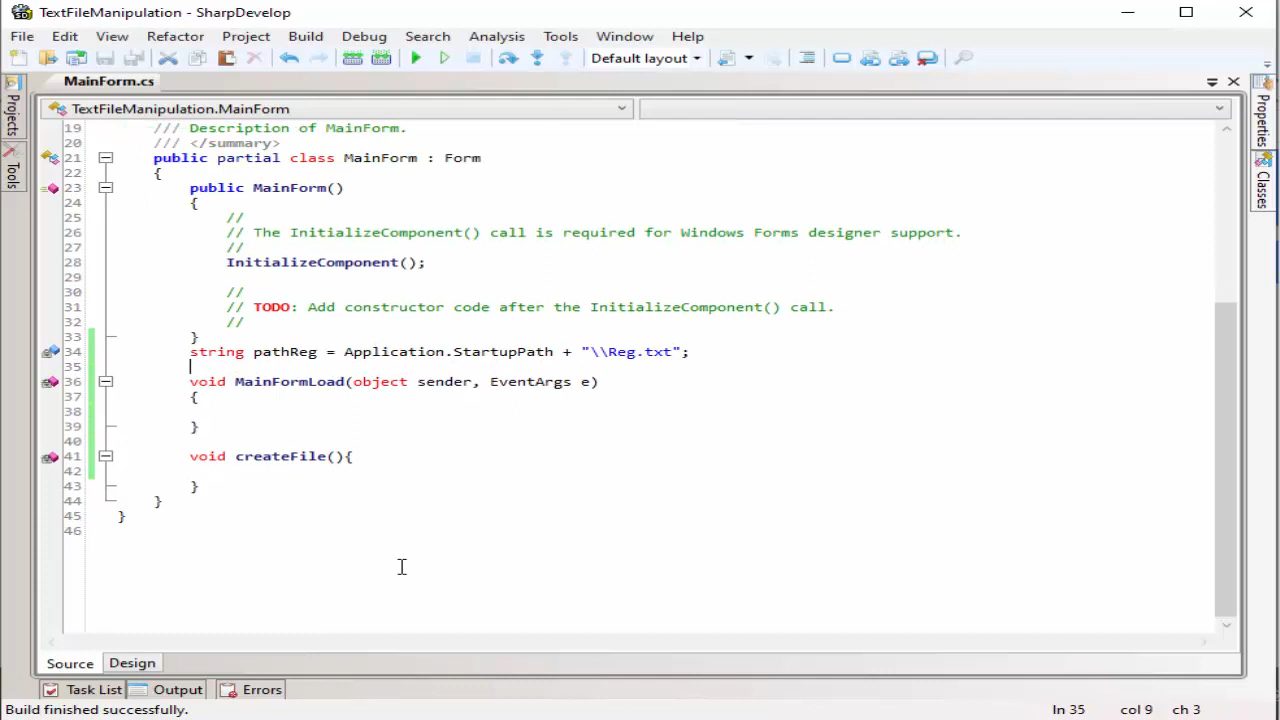 TextFileManipulation - SharpDevelop
File Edit View Refactor Project Build Debug Search Analysis Tools Window Help
Default layout
MainForm.cs
TextFileManipulation.MainForm
Projects
Tools
Properties
Classes
19 /// Description of MainForm.
20 /// </summary>
21 public partial class MainForm : Form
22 {
23 public MainForm()
24 {
25 //
26 // The InitializeComponent() call is required for Windows Forms designer support.
27 //
28 InitializeComponent();
29
30 //
31 // TODO: Add constructor code after the InitializeComponent() call.
32 //
33 }
34 string pathReg = Application.StartupPath + "\\Reg.txt";
35
36 void MainFormLoad(object sender, EventArgs e)
37 {
38
39 }
40
41 void createFile(){
42
43 }
44 }
45 }
46
Source Design
Task List Output Errors
Build finished successfully. ln 35 col 9 ch 3